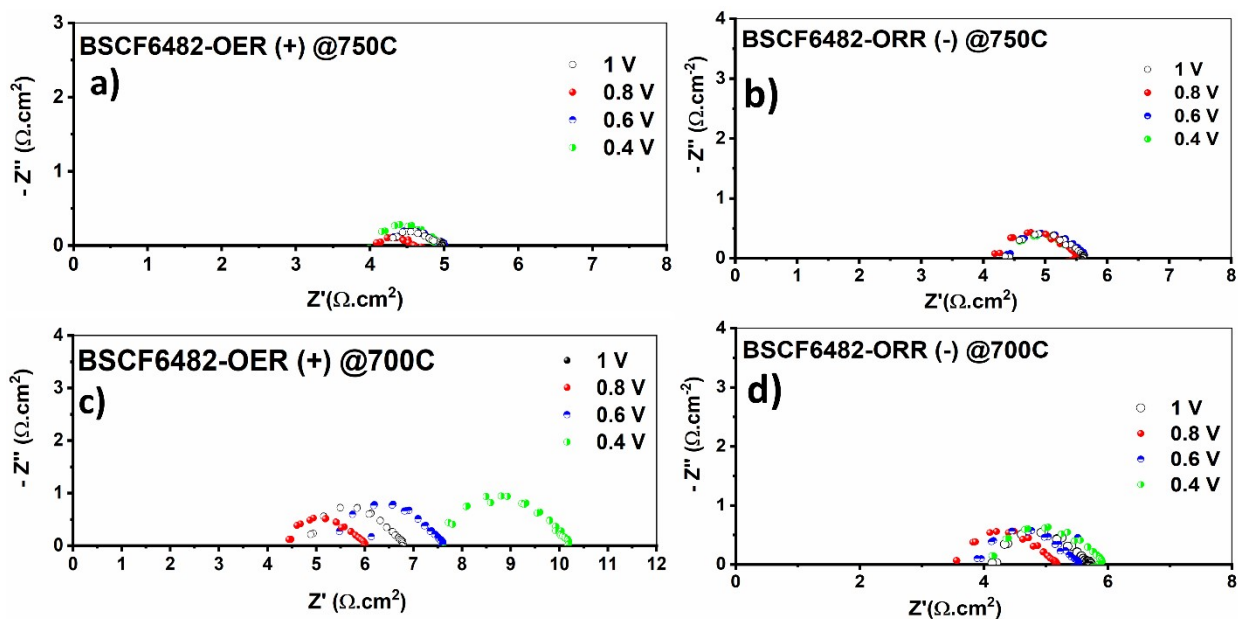 BSCF6482-OER (+) @750C
a)
1 V
0.8 V
0.6 V
0.4 V
- Z'' (Ω.cm²)
3
2
1
0
0 1 2 3 4 5 6 7 8
Z'(Ω.cm²)
BSCF6482-ORR (-) @750C
b)
1 V
0.8 V
0.6 V
0.4 V
- Z'' (Ω.cm⁻²)
4
3
2
1
0
0 1 2 3 4 5 6 7 8
Z'(Ω.cm²)
BSCF6482-OER (+) @700C
c)
1 V
0.8 V
0.6 V
0.4 V
- Z'' (Ω.cm²)
4
3
2
1
0
0 1 2 3 4 5 6 7 8 9 10 11 12
Z' (Ω.cm²)
BSCF6482-ORR (-) @700C
d)
1 V
0.8 V
0.6 V
0.4 V
- Z'' (Ω.cm⁻²)
4
3
2
1
0
0 2 4 6 8
Z'(Ω.cm²)